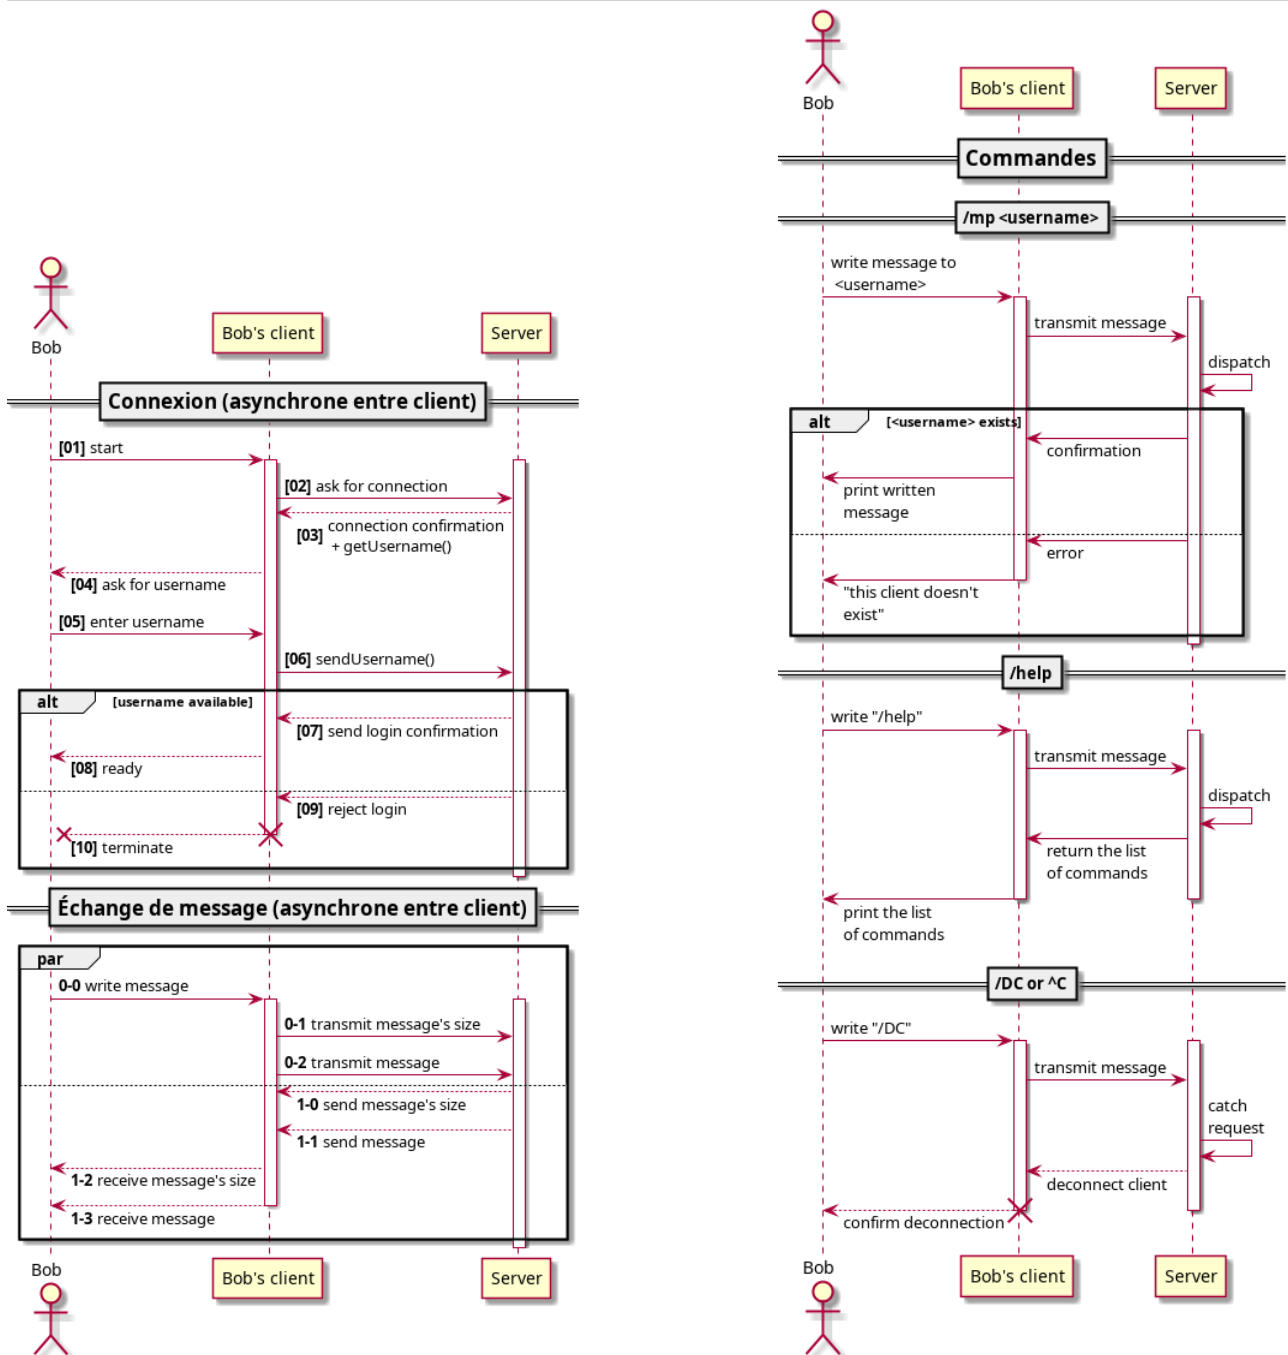 Bob
Bob's client
Server
Connexion (asynchrone entre client)
[01] start
[02] ask for connection
[03] connection confirmation
+ getUsername()
[04] ask for username
[05] enter username
[06] sendUsername()
alt [username available]
[07] send login confirmation
[08] ready
[09] reject login
[10] terminate
Échange de message (asynchrone entre client)
par
0-0 write message
0-1 transmit message's size
0-2 transmit message
1-0 send message's size
1-1 send message
1-2 receive message's size
1-3 receive message
Bob
Bob's client
Server
Bob
Bob's client
Server
Commandes
/mp <username>
write message to
<username>
transmit message
dispatch
alt [<username> exists]
confirmation
print written
message
error
"this client doesn't
exist"
/help
write "/help"
transmit message
dispatch
return the list
of commands
print the list
of commands
/DC or ^C
write "/DC"
transmit message
catch
request
deconnect client
confirm deconnection
Bob
Bob's client
Server